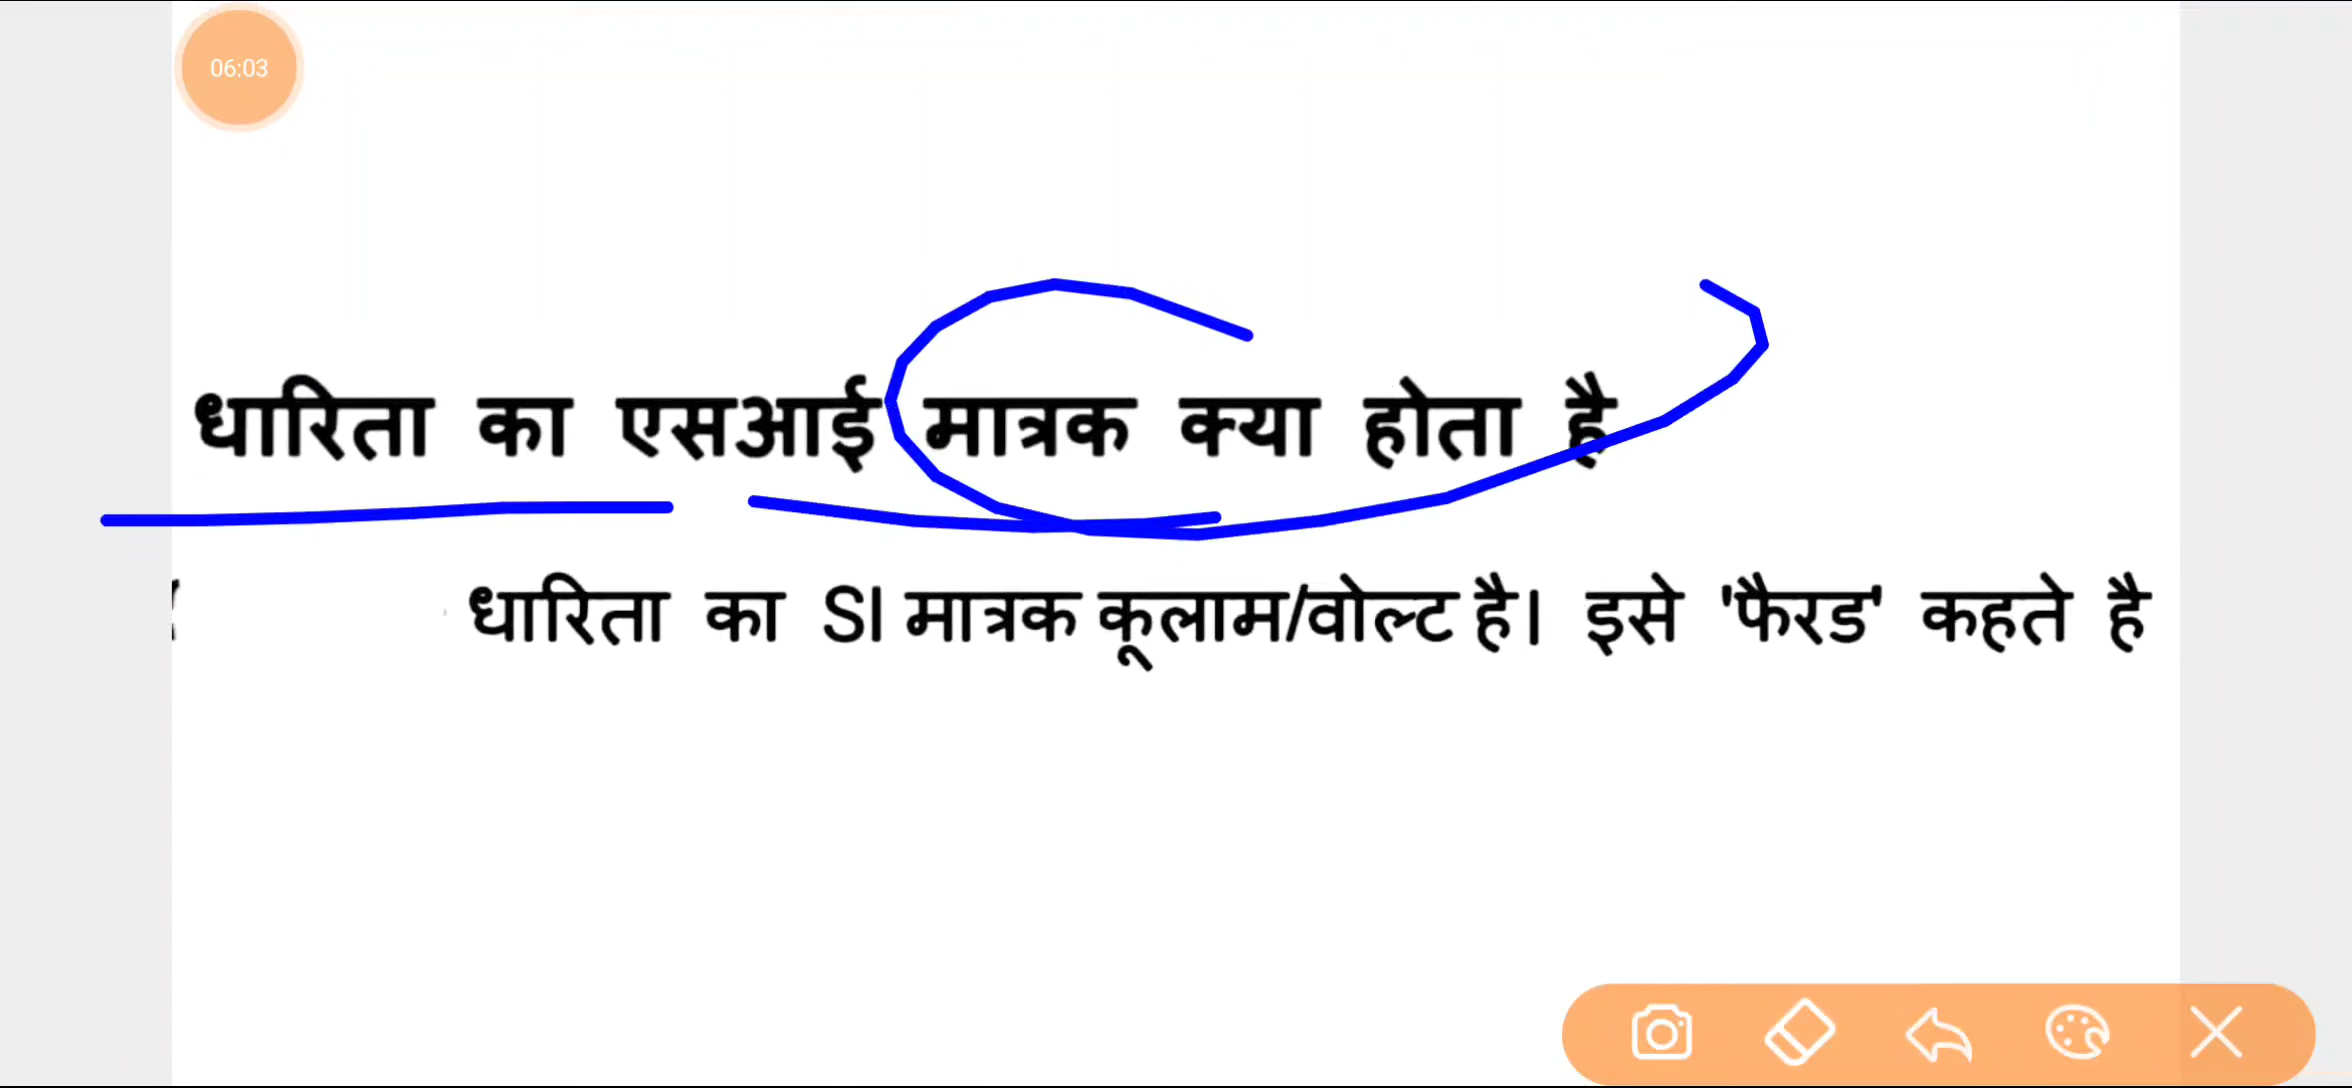 06:03
धारिता का एसआई मात्रक क्या होता है
धारिता का SI मात्रक कूलाम/वोल्ट है। इसे 'फैरड' कहते है